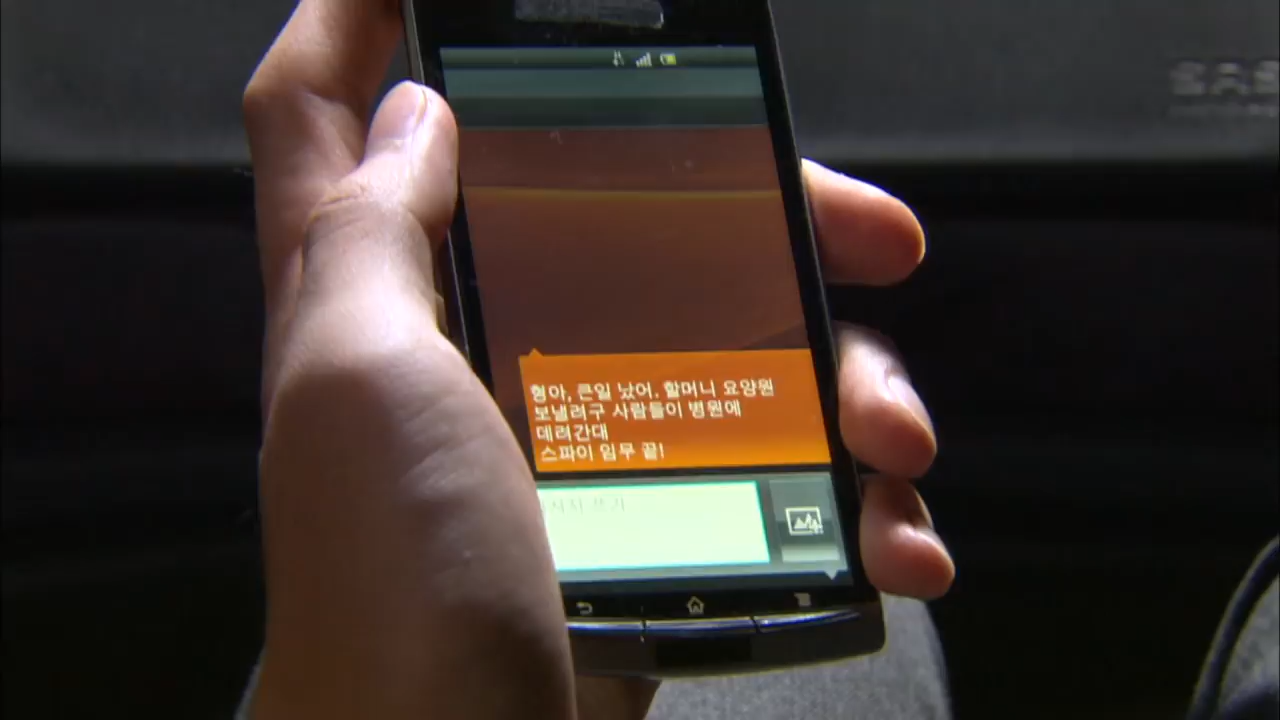 형아, 큰일 났어, 할머니 요양원
보낼려구 사람들이 병원에
데려간대
스파이 임무 끝!